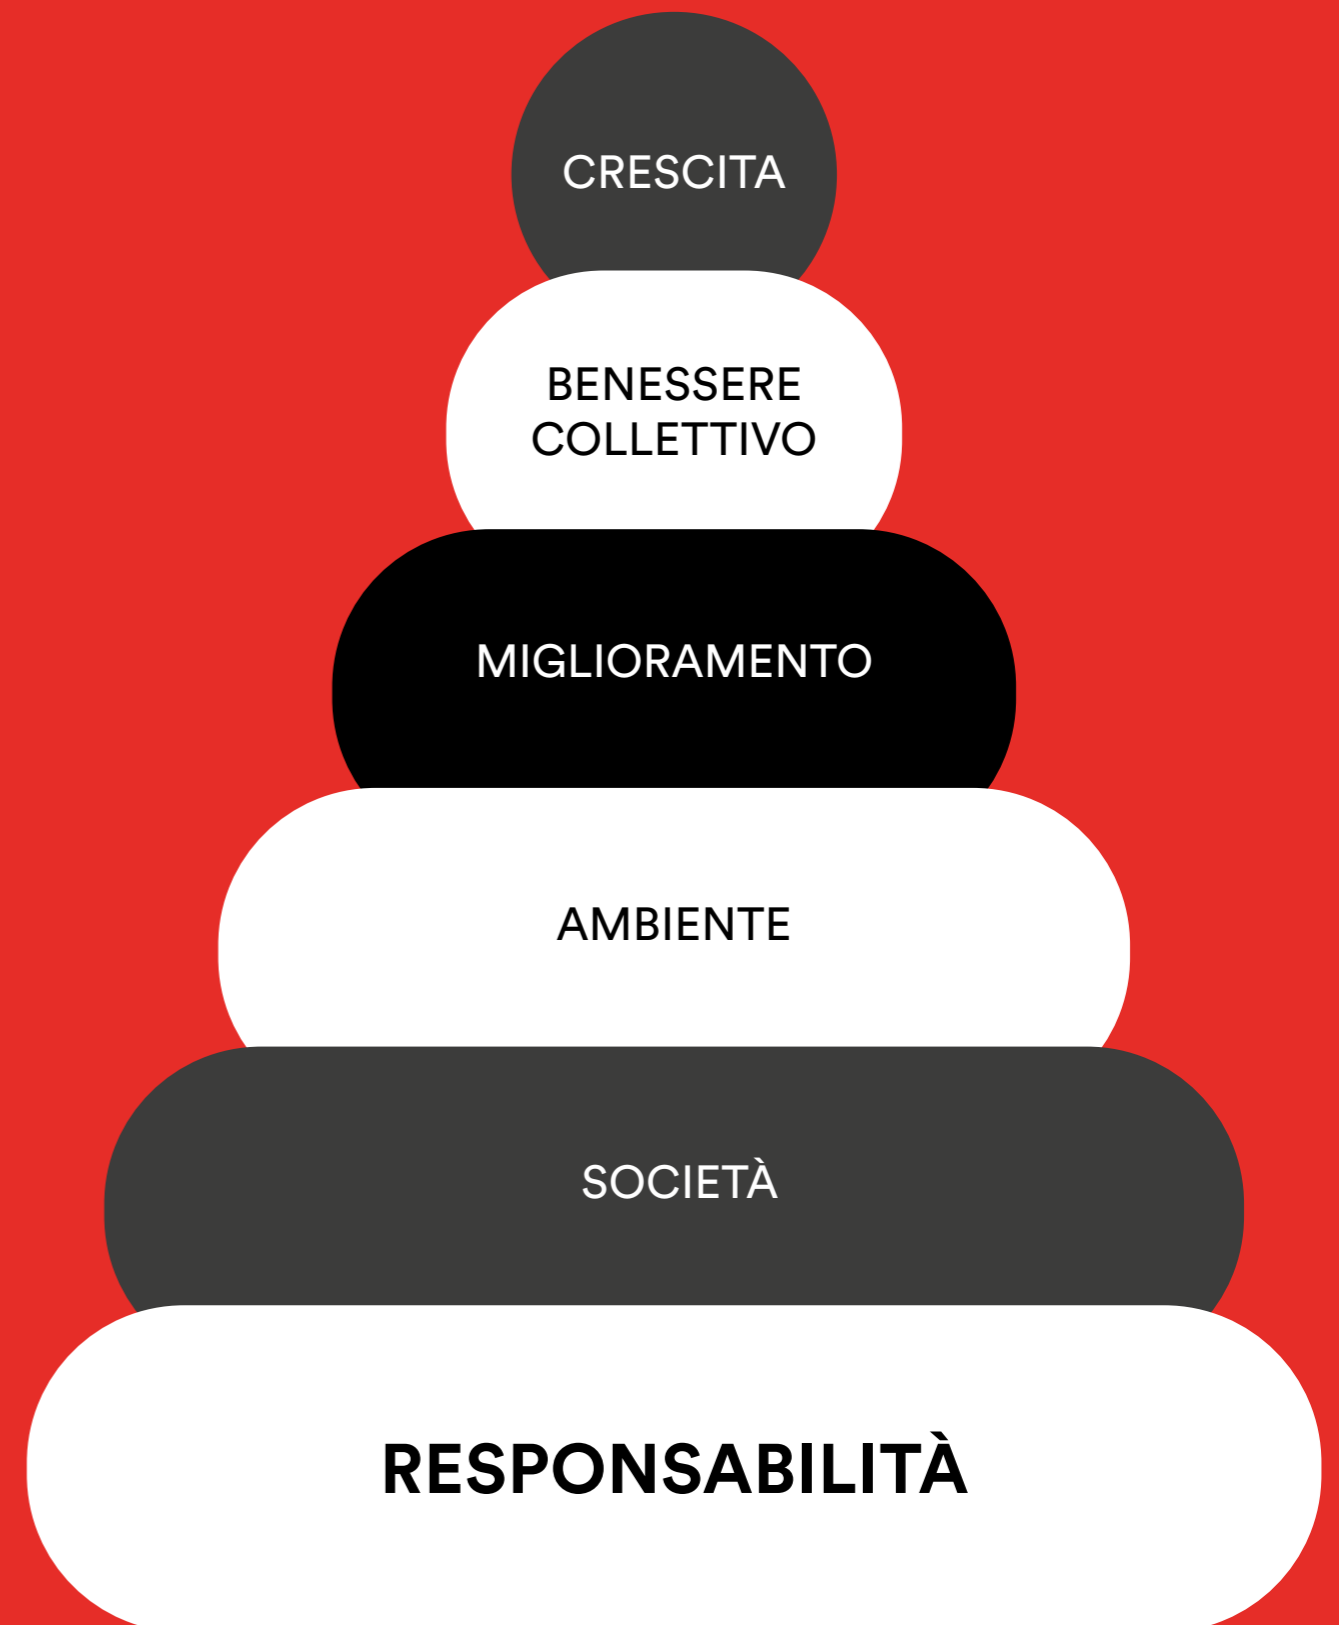 CRESCITA
BENESSERE
COLLETTIVO
MIGLIORAMENTO
AMBIENTE
SOCIETÀ
RESPONSABILITÀ